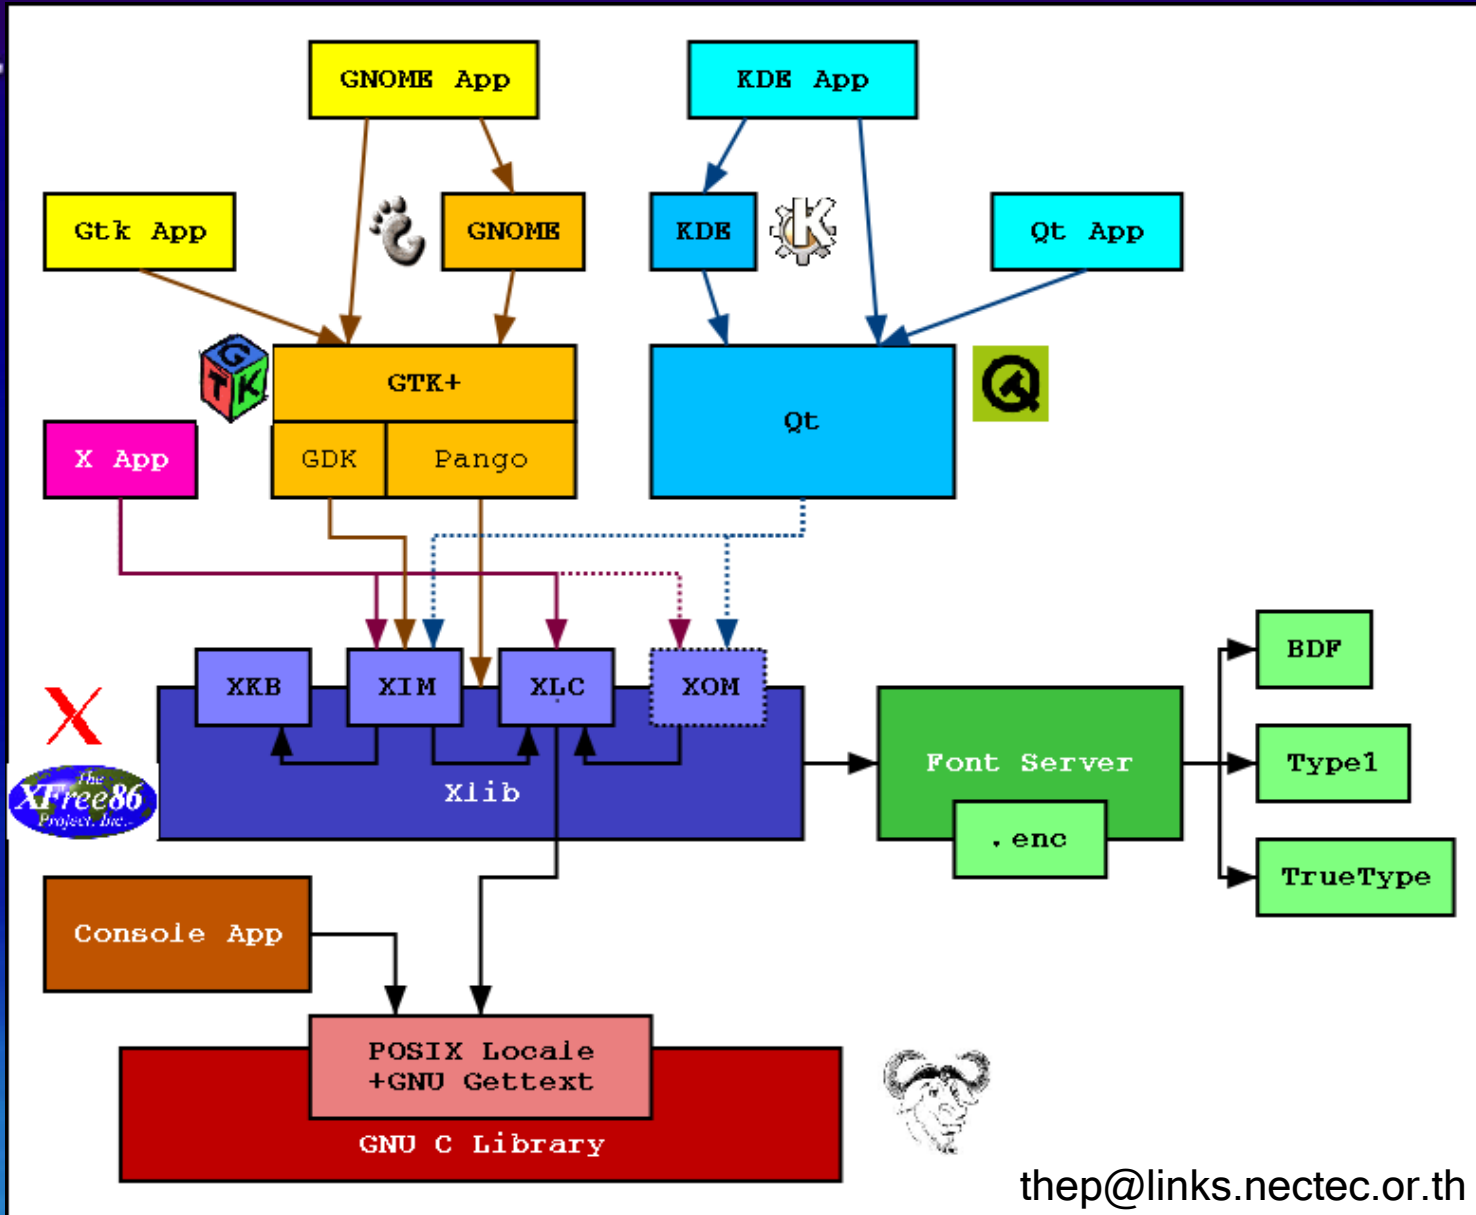 GNOME App
KDE App
Gtk App
GNOME
KDE
K
Qt App
G
T K
GTK+
Qt
X App
GDK
Pango
XKB
XIM
XLC
XOM
BDF
X
The
XFree86
Project, Inc.
Xlib
Font Server
Type1
.enc
TrueType
Console App
POSIX Locale
+GNU Gettext
GNU C Library
thep@links.nectec.or.th